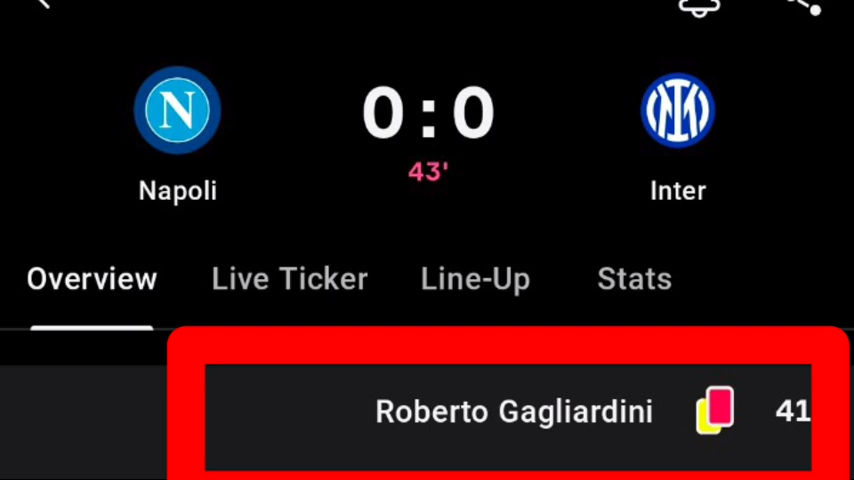 0:0
43'
Napoli
Inter
Overview Live Ticker Line-Up Stats
Roberto Gagliardini 41